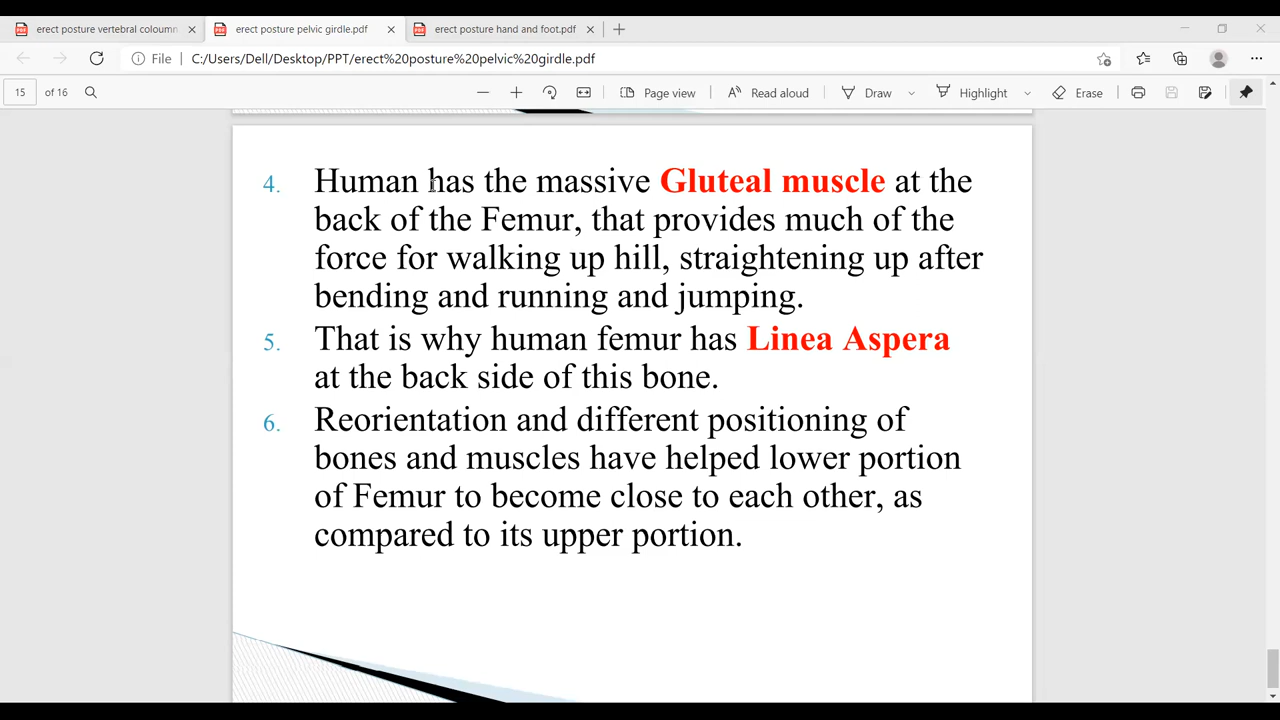 erect posture vertebral coloumn
erect posture pelvic girdle.pdf
erect posture hand and foot.pdf
File
C:/Users/Dell/Desktop/PPT/erect%20posture%20pelvic%20girdle.pdf
15 of 16
Page view
Read aloud
Draw
Highlight
Erase
4. Human has the massive Gluteal muscle at the
back of the Femur, that provides much of the
force for walking up hill, straightening up after
bending and running and jumping.
5. That is why human femur has Linea Aspera
at the back side of this bone.
6. Reorientation and different positioning of
bones and muscles have helped lower portion
of Femur to become close to each other, as
compared to its upper portion.